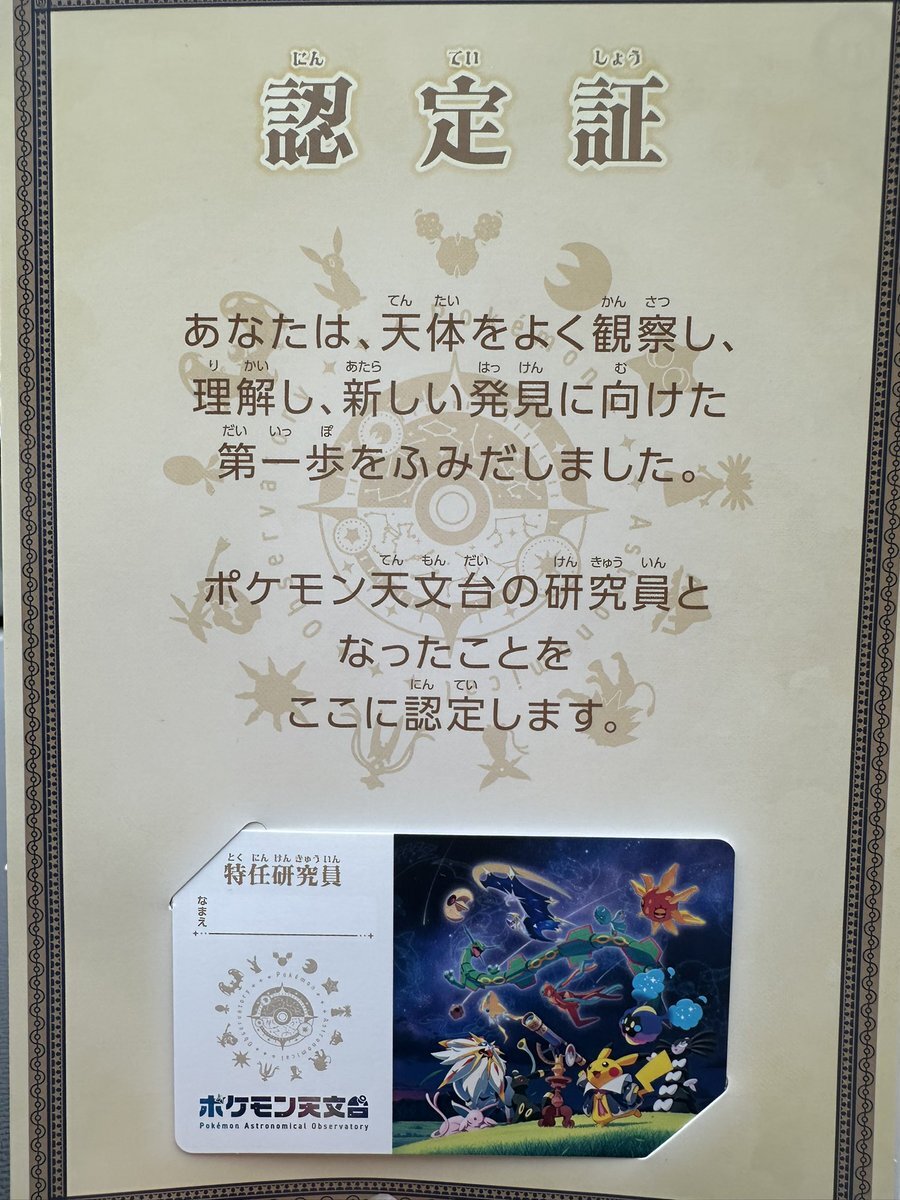 にん てい しょう
認定証
てん たい かん さつ
あなたは、天体をよく観察し、
り かい あたら はっ けん む
理解し、新しい発見に向けた
だい いっ ぽ
第一歩をふみだしました。
てん もん だい けん きゅう いん
ポケモン天文台の研究員と
なったことを
にん てい
ここに認定します。
Pokémon Astronomical Observatory
とく にん けん きゅう いん
特任研究員
なまえ
Pokémon Astronomical Observatory
ポケモン天文台
Pokémon Astronomical Observatory